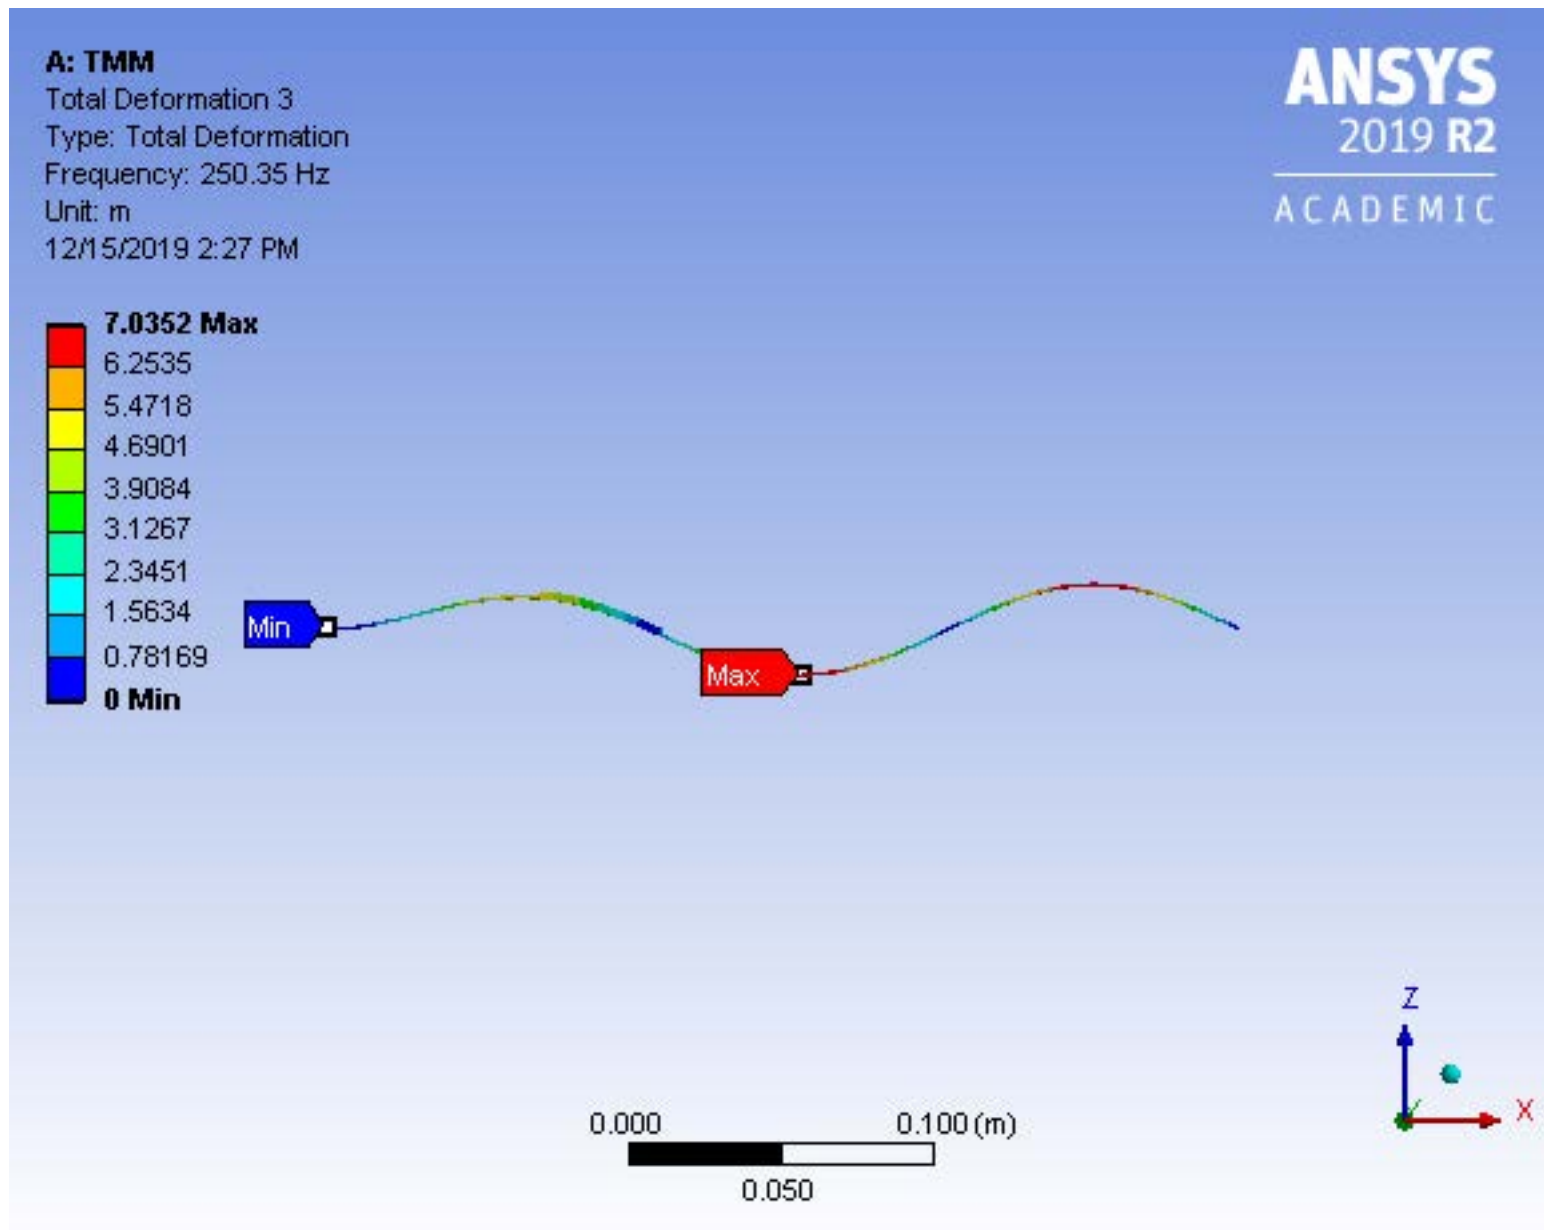 A: TMM
Total Deformation 3
Type: Total Deformation
Frequency: 250.35 Hz
Unit: m
12/15/2019 2:27 PM
ANSYS
2019 R2
ACADEMIC
7.0352 Max
6.2535
5.4718
4.6901
3.9084
3.1267
2.3451
1.5634
0.78169
0 Min
Min
Max
0.000
0.100 (m)
0.050
Z
Y
X